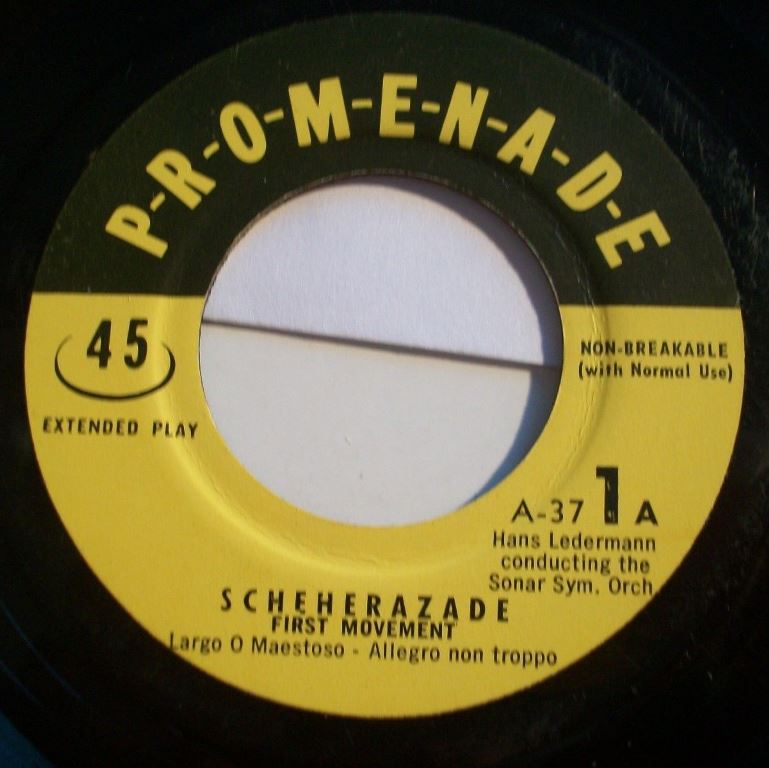 P-R-O-M-E-N-A-D-E
45
EXTENDED PLAY
NON-BREAKABLE
(with Normal Use)
A-37 1 A
Hans Ledermann
conducting the
Sonar Sym. Orch.
SCHEHERAZADE
FIRST MOVEMENT
Largo O Maestoso - Allegro non troppo